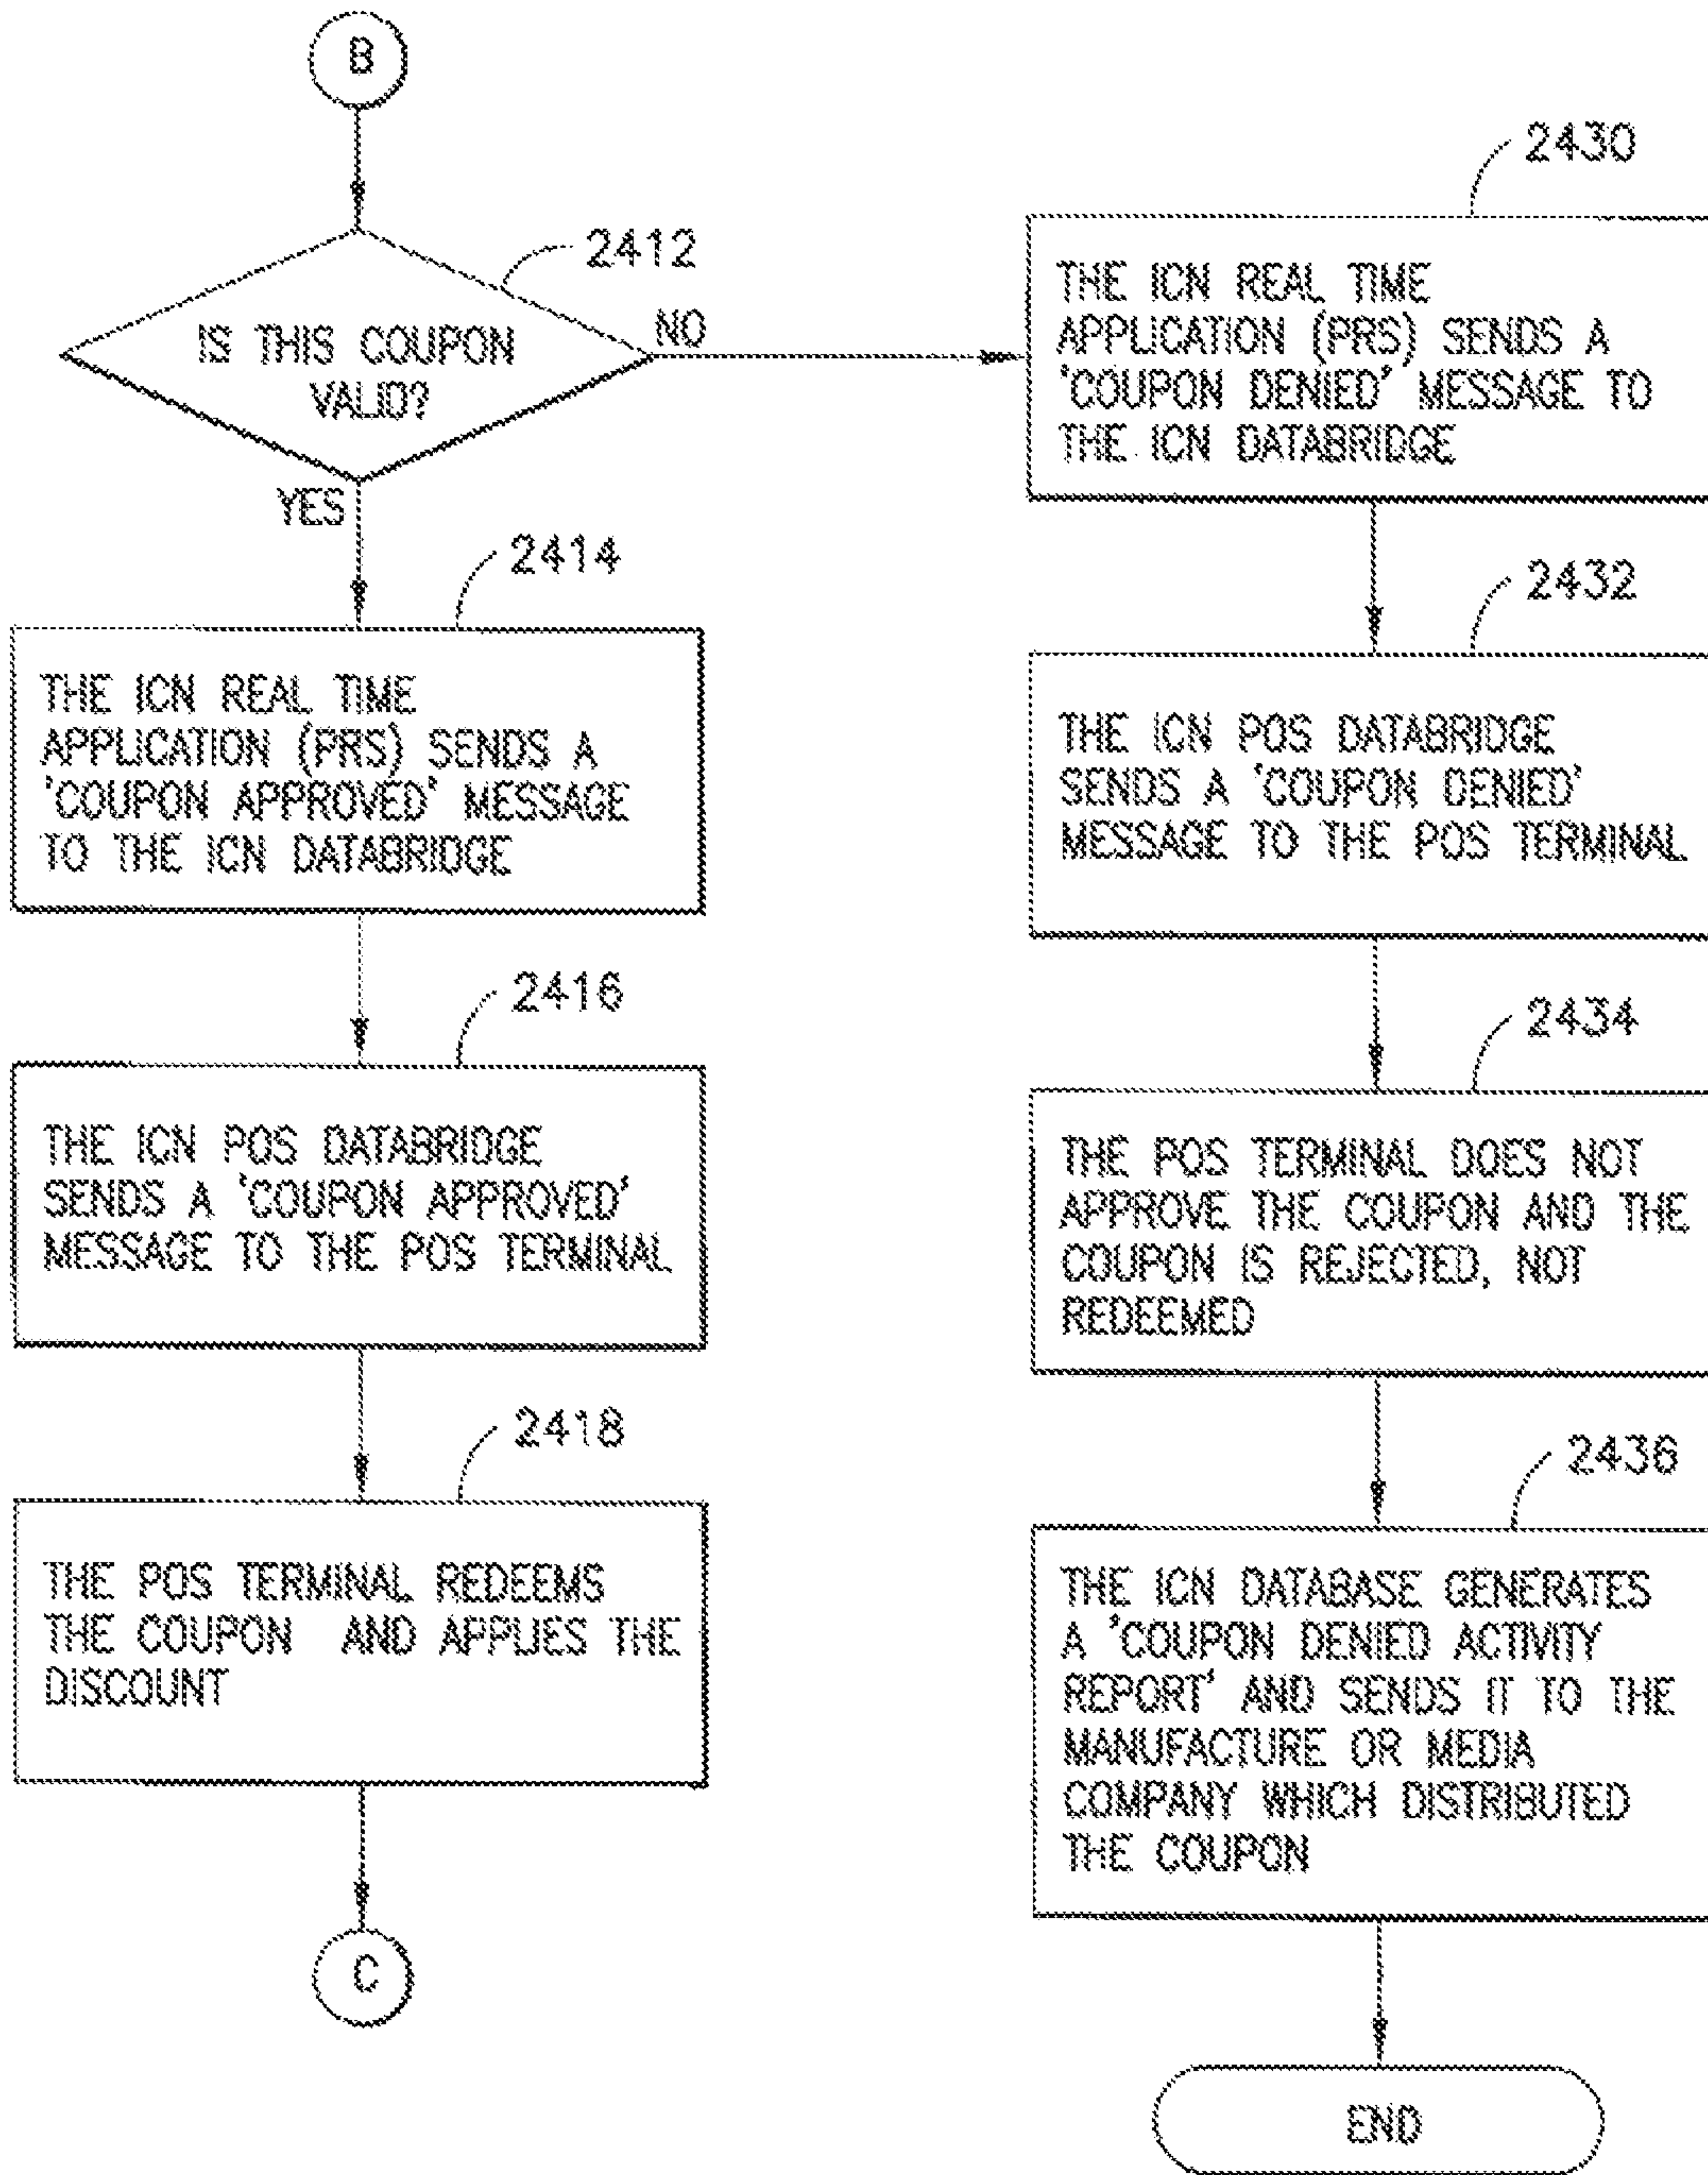 B
2412
IS THIS COUPON
VALID?
NO
YES
2414
THE ICN REAL TIME
APPLICATION (PRS) SENDS A
'COUPON APPROVED' MESSAGE
TO THE ICN DATABRIDGE
2416
THE ICN POS DATABRIDGE
SENDS A 'COUPON APPROVED'
MESSAGE TO THE POS TERMINAL
2418
THE POS TERMINAL REDEEMS
THE COUPON AND APPLIES THE
DISCOUNT
C
2430
THE ICN REAL TIME
APPLICATION (PRS) SENDS A
'COUPON DENIED' MESSAGE TO
THE ICN DATABRIDGE
2432
THE ICN POS DATABRIDGE
SENDS A 'COUPON DENIED'
MESSAGE TO THE POS TERMINAL
2434
THE POS TERMINAL DOES NOT
APPROVE THE COUPON AND THE
COUPON IS REJECTED, NOT
REDEEMED
2436
THE ICN DATABASE GENERATES
A 'COUPON DENIED ACTIVITY
REPORT' AND SENDS IT TO THE
MANUFACTURE OR MEDIA
COMPANY WHICH DISTRIBUTED
THE COUPON
END